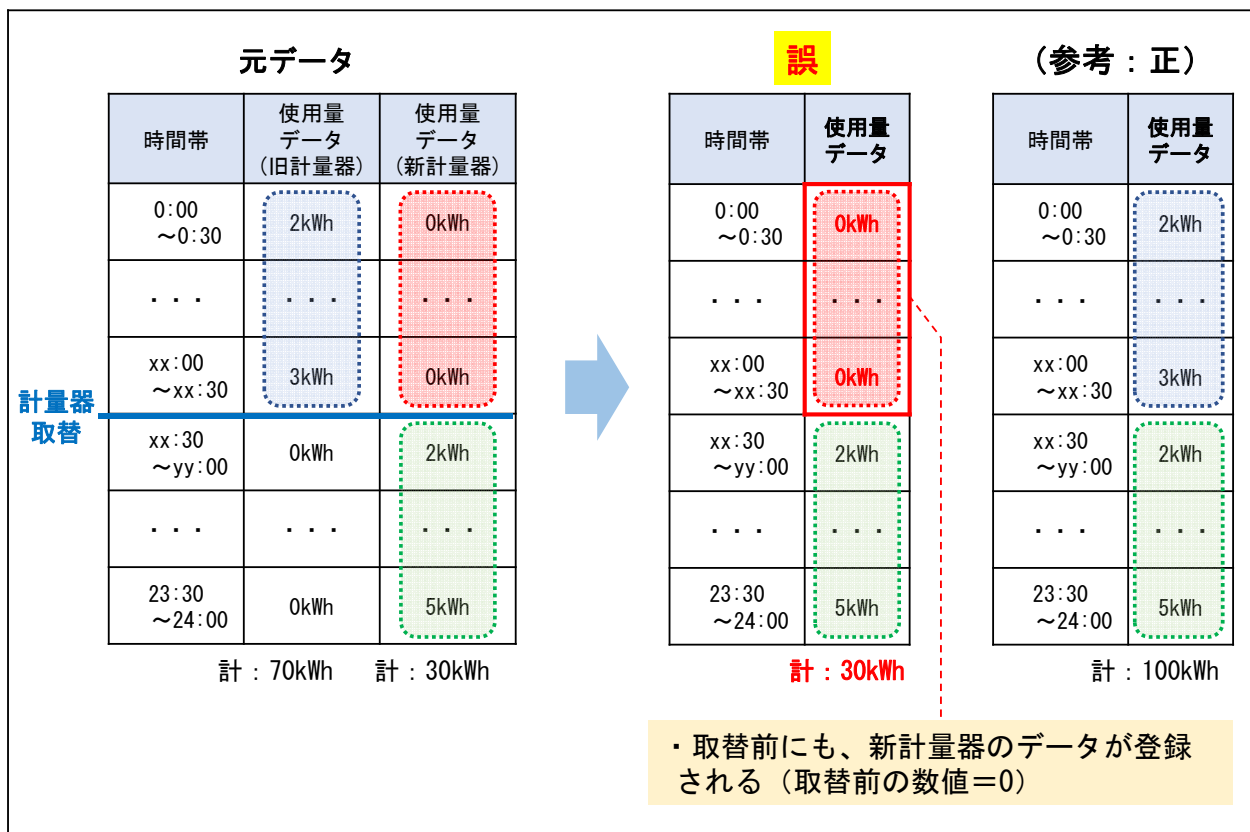 元データ
誤
(参考：正)
時間帯
使用量
データ
(旧計量器)
使用量
データ
(新計量器)
0:00
～0:30
2kWh
0kWh
・・・
・・・
・・・
xx:00
～xx:30
3kWh
0kWh
計量器
取替
xx:30
～yy:00
0kWh
2kWh
・・・
・・・
・・・
23:30
～24:00
0kWh
5kWh
計：70kWh
計：30kWh
時間帯
使用量
データ
0:00
～0:30
0kWh
・・・
・・・
xx:00
～xx:30
0kWh
xx:30
～yy:00
2kWh
・・・
・・・
23:30
～24:00
5kWh
計：30kWh
時間帯
使用量
データ
0:00
～0:30
2kWh
・・・
・・・
xx:00
～xx:30
3kWh
xx:30
～yy:00
2kWh
・・・
・・・
23:30
～24:00
5kWh
計：100kWh
・取替前にも、新計量器のデータが登録
される（取替前の数値＝0）